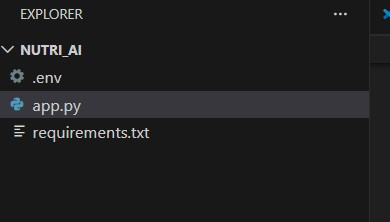 EXPLORER
NUTRI_AI
.env
app.py
requirements.txt